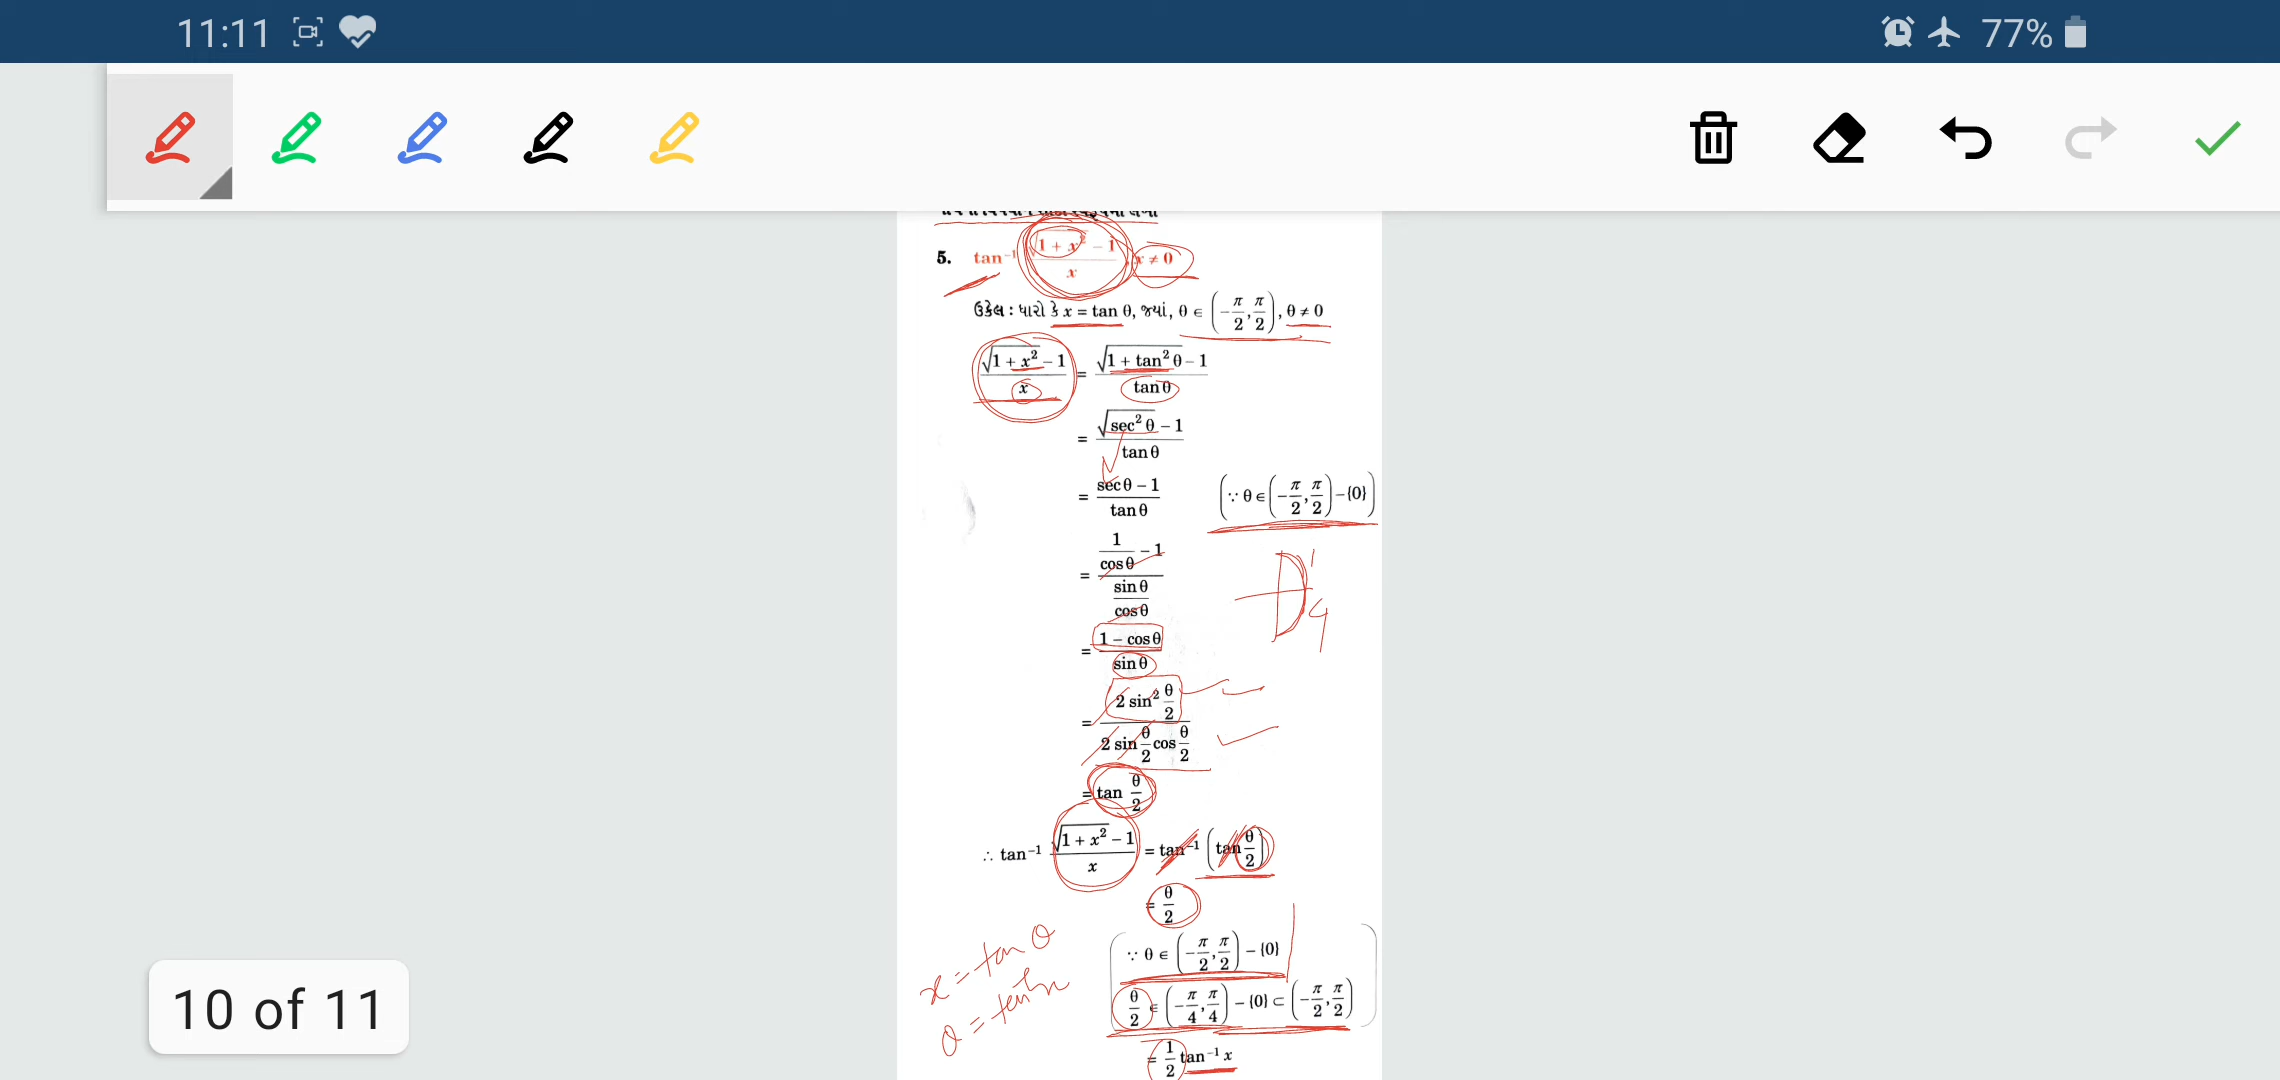 11:11 77%
5. tan⁻¹ (√(1 + x²) − 1)/x, x ≠ 0
ઉકેલ : ધારો કે x = tan θ, જ્યાં, θ ∈ (−π/2, π/2), θ ≠ 0
(√(1 + x²) − 1)/x = (√(1 + tan² θ) − 1)/tan θ
= (√(sec² θ) − 1)/tan θ
= (sec θ − 1)/tan θ (∵ θ ∈ (−π/2, π/2) − {0})
= (1/cos θ − 1)/(sin θ/cos θ)
1
4
= (1 − cos θ)/sin θ
= (2 sin² θ/2)/(2 sin θ/2 cos θ/2)
= tan θ/2
∴ tan⁻¹ (√(1 + x²) − 1)/x = tan⁻¹ (tan θ/2)
= θ/2
x = tan θ
θ = tan⁻¹x
(∵ θ ∈ (−π/2, π/2) − {0}
θ/2 ∈ (−π/4, π/4) − {0} ⊂ (−π/2, π/2))
= 1/2 tan⁻¹ x
10 of 11